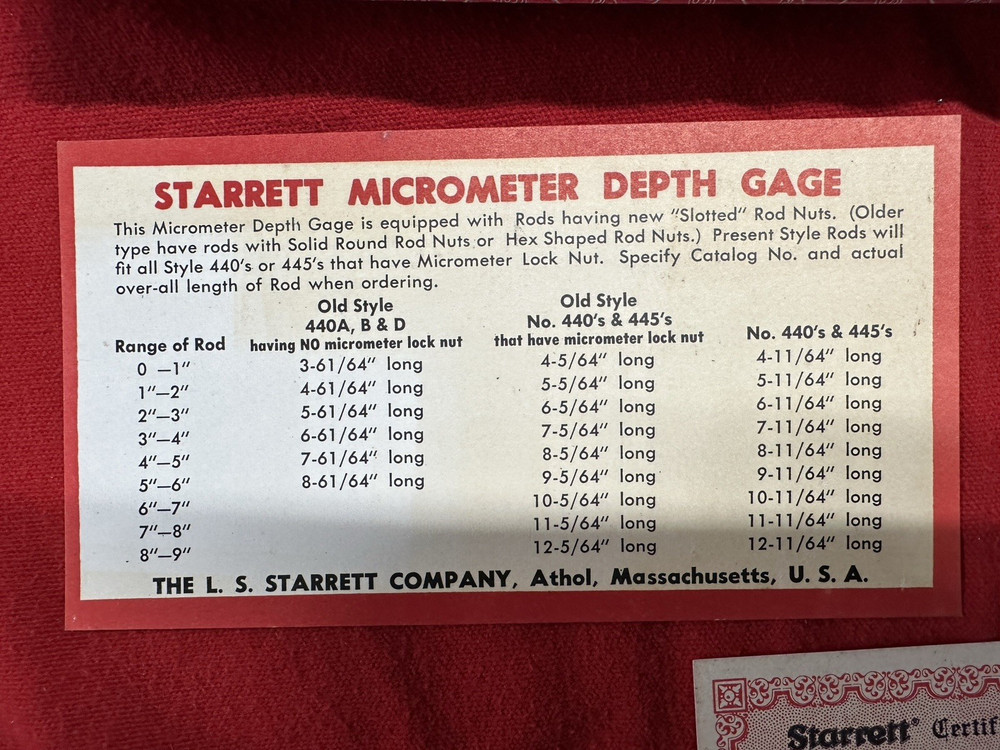 STARRETT MICROMETER DEPTH GAGE
This Micrometer Depth Gage is equipped with Rods having new "Slotted" Rod Nuts. (Older
type have rods with Solid Round Rod Nuts or Hex Shaped Rod Nuts.) Present Style Rods will
fit all Style 440's or 445's that have Micrometer Lock Nut. Specify Catalog No. and actual
over-all length of Rod when ordering.
Range of Rod Old Style 440A, B & D having NO micrometer lock nut Old Style No. 440's & 445's that have micrometer lock nut No. 440's & 445's
0 —1" 3-61/64" long 4-5/64" long 4-11/64" long
1"—2" 4-61/64" long 5-5/64" long 5-11/64" long
2"—3" 5-61/64" long 6-5/64" long 6-11/64" long
3"—4" 6-61/64" long 7-5/64" long 7-11/64" long
4"—5" 7-61/64" long 8-5/64" long 8-11/64" long
5"—6" 8-61/64" long 9-5/64" long 9-11/64" long
6"—7" 10-5/64" long 10-11/64" long
7"—8" 11-5/64" long 11-11/64" long
8"—9" 12-5/64" long 12-11/64" long
THE L. S. STARRETT COMPANY, Athol, Massachusetts, U. S. A.
Starrett® Certif